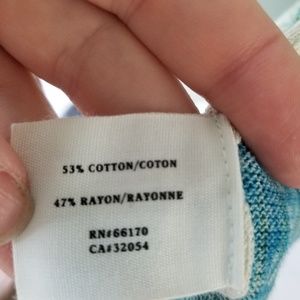 53% COTTON/COTON
47% RAYON/RAYONNE
RN#66170
CA#32054